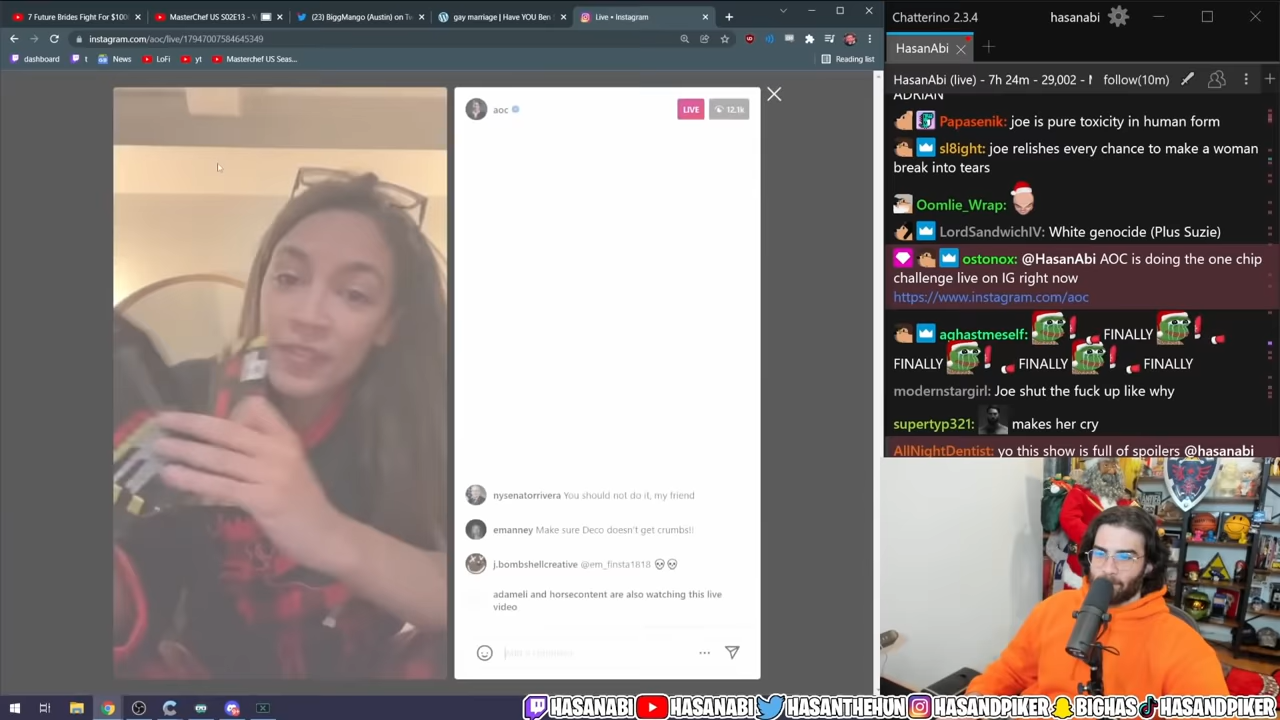 7 Future Brides Fight For $100
MasterChef US S02E13 - Y
(23) BiggMango (Austin) on Tw
gay marriage | Have YOU Ben
Live • Instagram
instagram.com/aoc/live/17947007584645349
dashboard
t
News
LoFi
yt
Masterchef US Seas...
Reading list
aoc
LIVE
12.1k
nysenatorrivera You should not do it, my friend
emanney Make sure Deco doesn't get crumbs!!
j.bombshellcreative @em_finsta1818 💀💀
adameli and horsecontent are also watching this live
video
Chatterino 2.3.4
hasanabi
HasanAbi
HasanAbi (live) - 7h 24m - 29,002 - follow(10m)
ADRIAN
Papasenik: joe is pure toxicity in human form
sl8ight: joe relishes every chance to make a woman
break into tears
Oomlie_Wrap:
LordSandwichIV: White genocide (Plus Suzie)
ostonox: @HasanAbi AOC is doing the one chip
challenge live on IG right now
https://www.instagram.com/aoc
aghastmeself: FINALLY
FINALLY FINALLY FINALLY
modernstargirl: Joe shut the fuck up like why
supertyp321: makes her cry
AllNightDentist: yo this show is full of spoilers @hasanabi
HASANABI HASANABI HASANTHEHUN HASANDPIKER BIGHAS HASANDPIKER